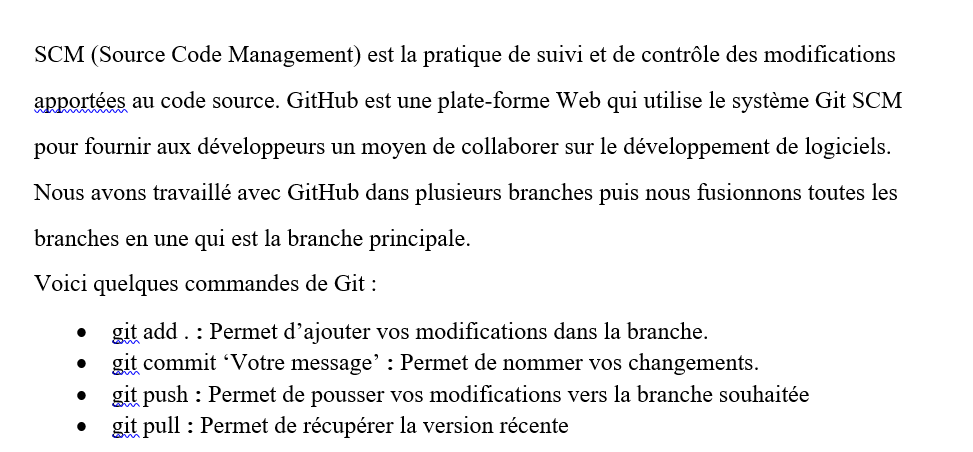 SCM (Source Code Management) est la pratique de suivi et de contrôle des modifications
apportées au code source. GitHub est une plate-forme Web qui utilise le système Git SCM
pour fournir aux développeurs un moyen de collaborer sur le développement de logiciels.
Nous avons travaillé avec GitHub dans plusieurs branches puis nous fusionnons toutes les
branches en une qui est la branche principale.
Voici quelques commandes de Git :
• git add . : Permet d’ajouter vos modifications dans la branche.
• git commit ‘Votre message’ : Permet de nommer vos changements.
• git push : Permet de pousser vos modifications vers la branche souhaitée
• git pull : Permet de récupérer la version récente